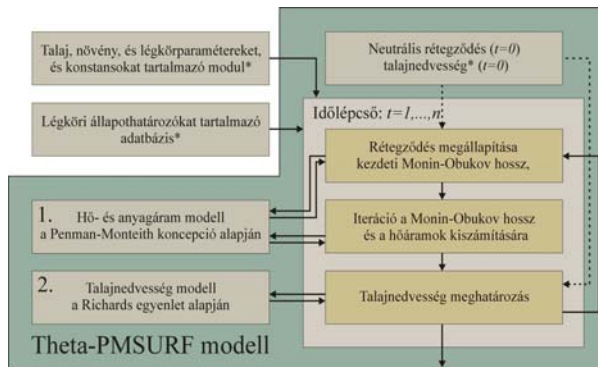 Talaj, növény, és légkörparamétereket,
és konstansokat tartalmazó modul*
Neutrális rétegződés (t=0)
talajnedvesség* (t=0)
Légköri állapothatározókat tartalmazó
adatbázis*
Időlépcső: t=1,...,n
Rétegződés megállapítása
kezdeti Monin-Obukov hossz,
1.
Hő- és anyagáram modell
a Penman-Monteith koncepció alapján
Iteráció a Monin-Obukov hossz
és a hőáramok kiszámítására
2.
Talajnedvesség modell
a Richards egyenlet alapján
Talajnedvesség meghatározás
Theta-PMSURF modell